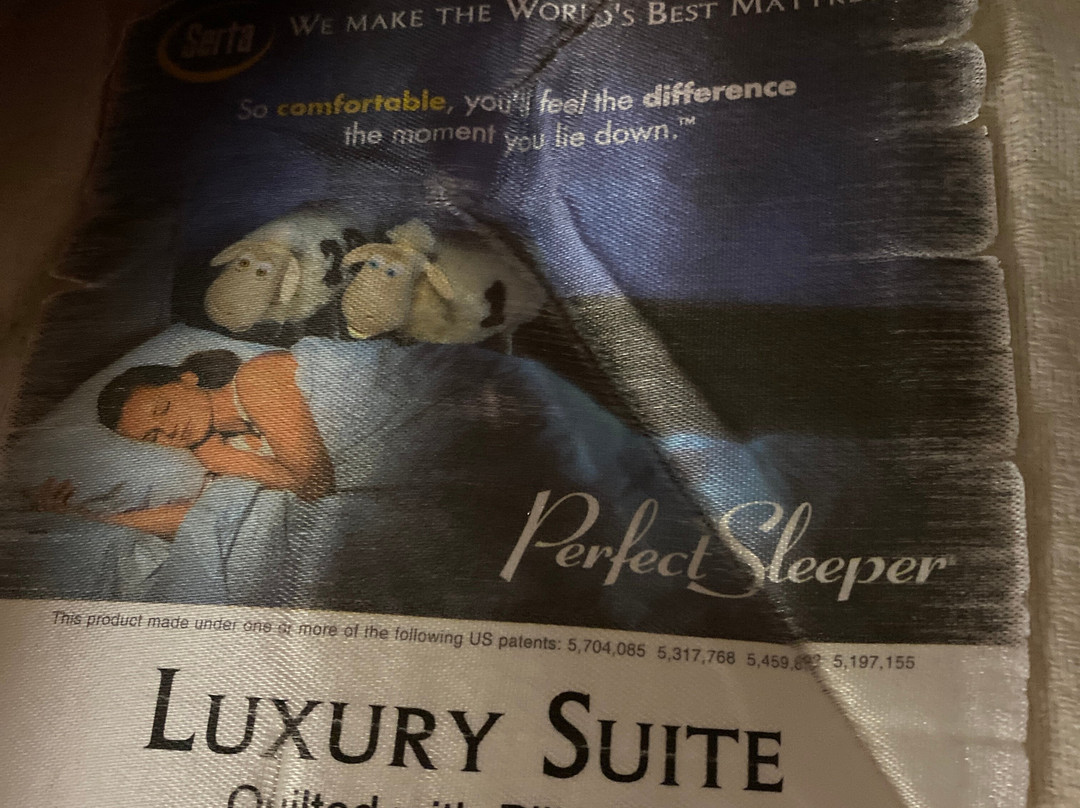 Serta
WE MAKE THE WORLD'S BEST
So comfortable, you'll feel the difference
the moment you lie down.™
Perfect Sleeper®
This product made under one or more of the following US patents: 5,704,085 5,317,768 5,197,155
LUXURY SUITE
Quilted with